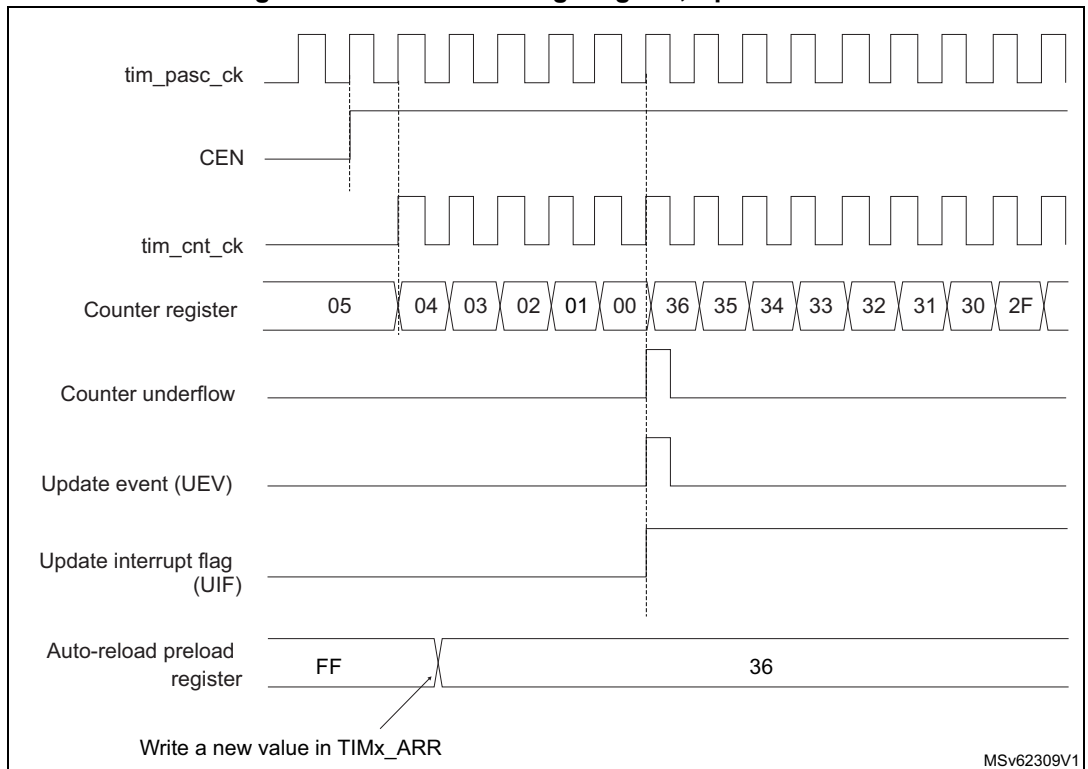 tim_pasc_ck
CEN
tim_cnt_ck
Counter register 05 04 03 02 01 00 36 35 34 33 32 31 30 2F
Counter underflow
Update event (UEV)
Update interrupt flag
(UIF)
Auto-reload preload
register
FF 36
Write a new value in TIMx_ARR
MSv62309V1